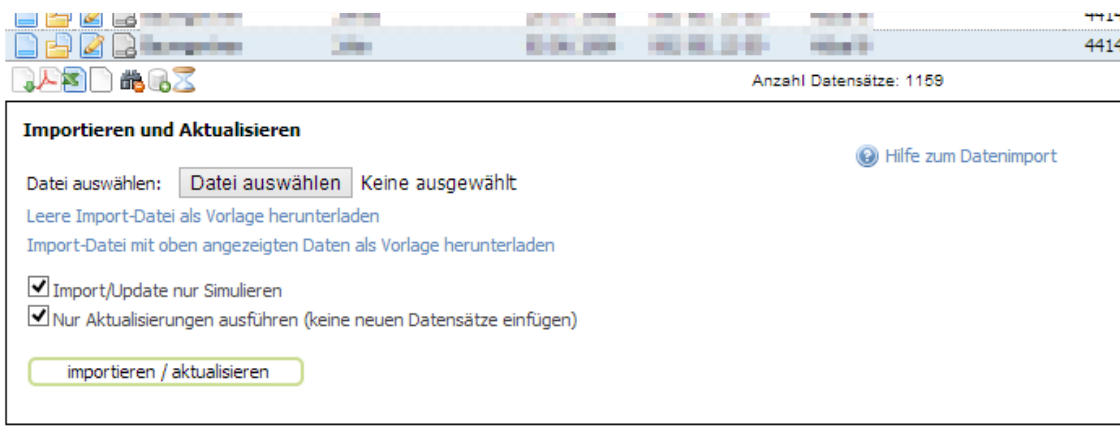 4414
4414
Anzahl Datensätze: 1159
Importieren und Aktualisieren
Hilfe zum Datenimport
Datei auswählen: Datei auswählen Keine ausgewählt
Leere Import-Datei als Vorlage herunterladen
Import-Datei mit oben angezeigten Daten als Vorlage herunterladen
Import/Update nur Simulieren
Nur Aktualisierungen ausführen (keine neuen Datensätze einfügen)
importieren / aktualisieren